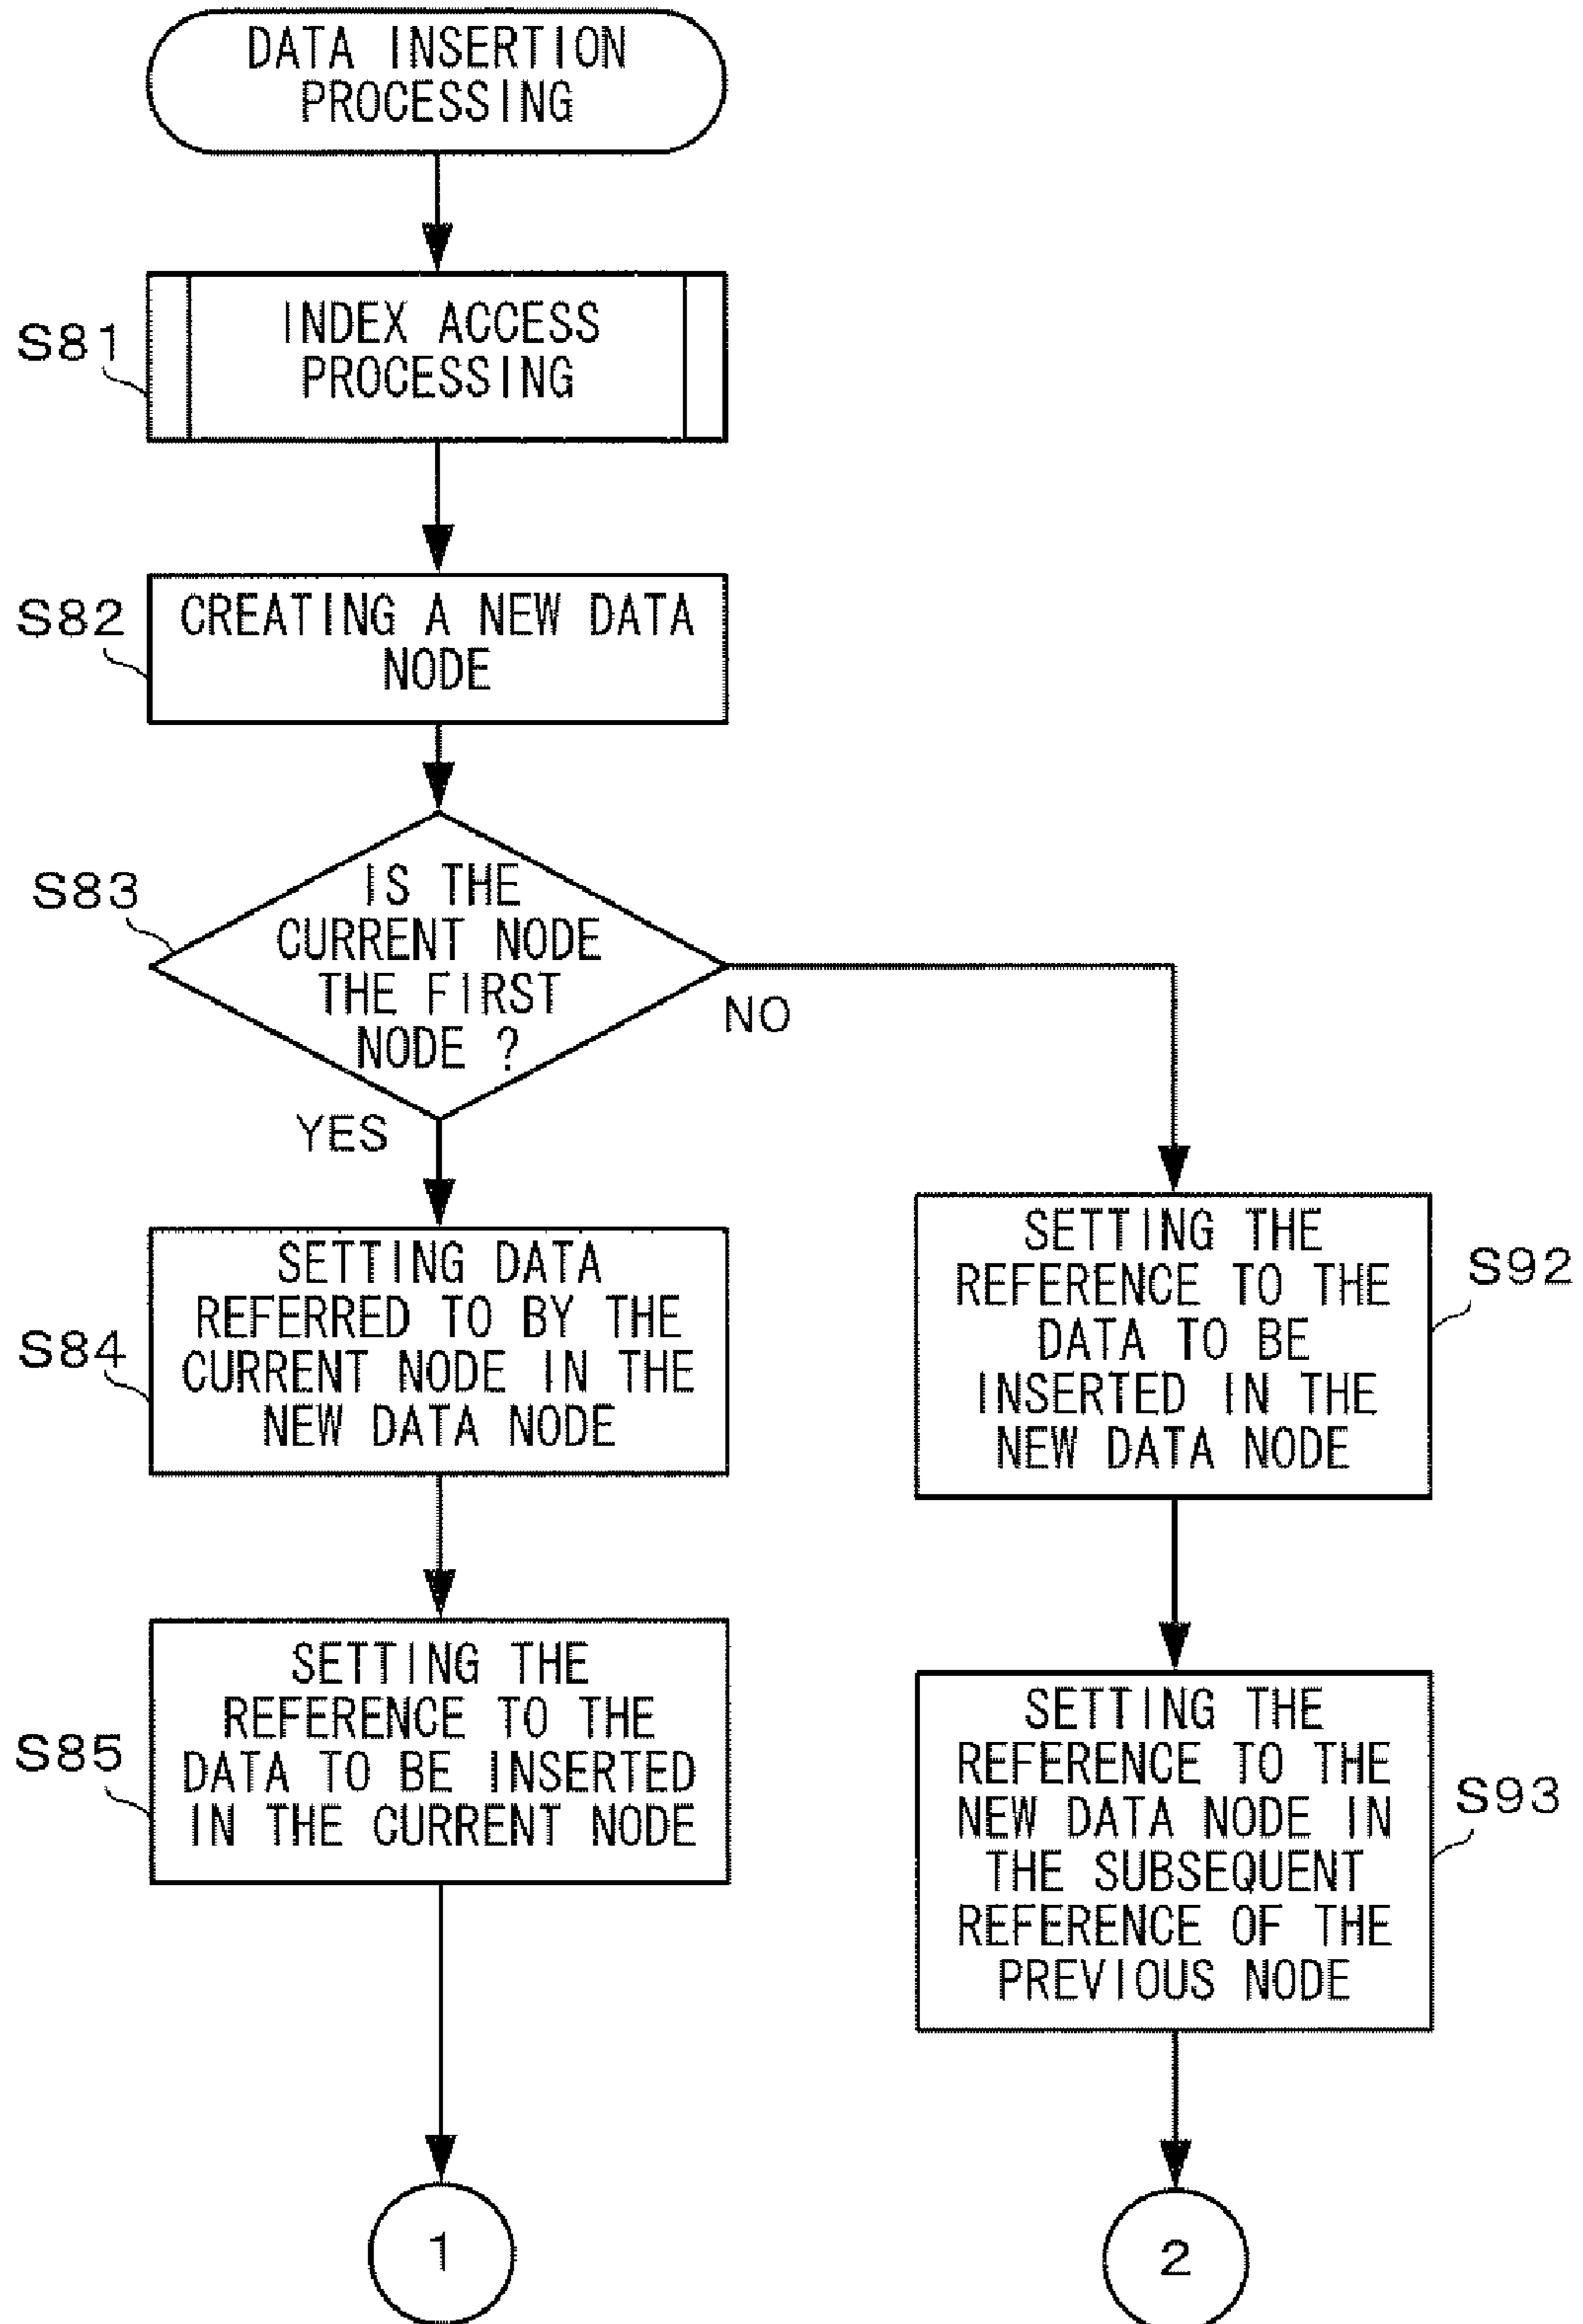 DATA INSERTION
PROCESSING
S81
INDEX ACCESS
PROCESSING
S82
CREATING A NEW DATA
NODE
S83
IS THE
CURRENT NODE
THE FIRST
NODE ?
NO
YES
S84
SETTING DATA
REFERRED TO BY THE
CURRENT NODE IN THE
NEW DATA NODE
S92
SETTING THE
REFERENCE TO THE
DATA TO BE
INSERTED IN THE
NEW DATA NODE
S85
SETTING THE
REFERENCE TO THE
DATA TO BE INSERTED
IN THE CURRENT NODE
S93
SETTING THE
REFERENCE TO THE
NEW DATA NODE IN
THE SUBSEQUENT
REFERENCE OF THE
PREVIOUS NODE
1
2